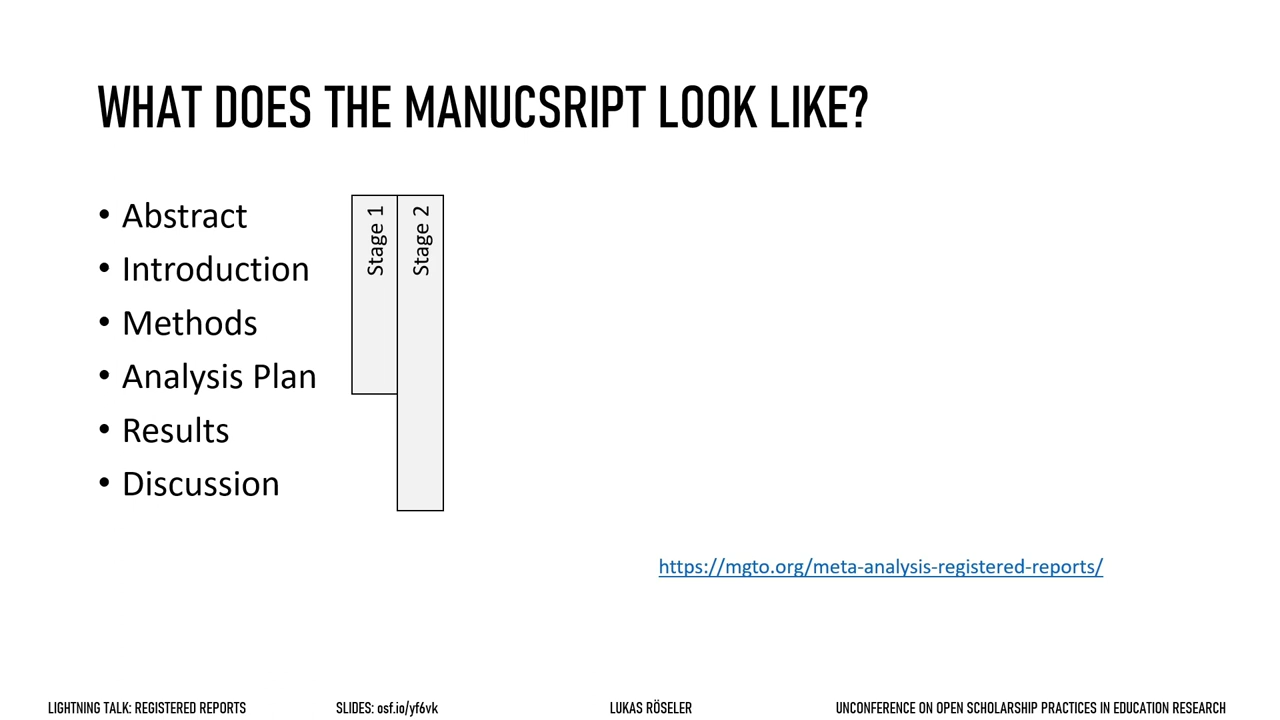 WHAT DOES THE MANUCSRIPT LOOK LIKE?
• Abstract
• Introduction
• Methods
• Analysis Plan
• Results
• Discussion
Stage 1
Stage 2
https://mgto.org/meta-analysis-registered-reports/
LIGHTNING TALK: REGISTERED REPORTS
SLIDES: osf.io/yf6vk
LUKAS RÖSELER
UNCONFERENCE ON OPEN SCHOLARSHIP PRACTICES IN EDUCATION RESEARCH